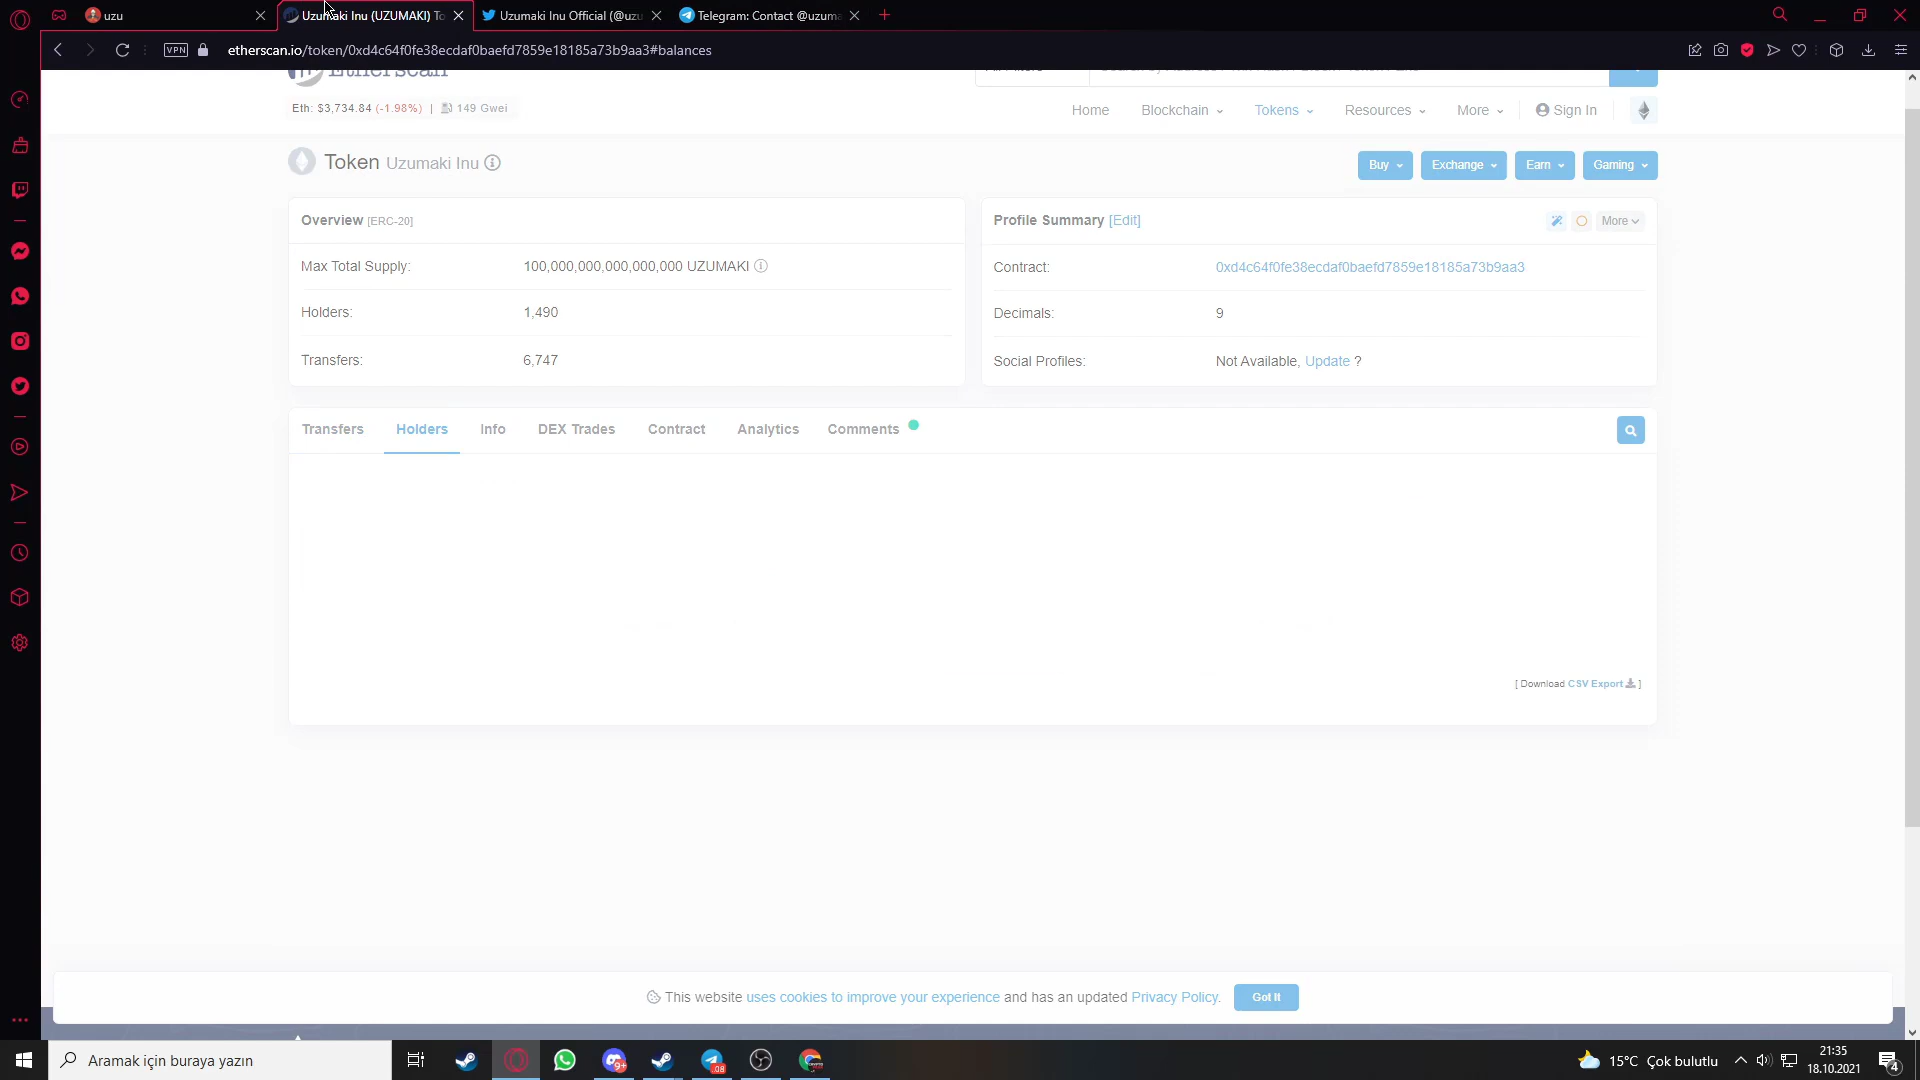 uzu
Uzumaki Inu (UZUMAKI) To
Uzumaki Inu Official (@uzu
Telegram: Contact @uzuma
VPN
etherscan.io/token/0xd4c64f0fe38ecdaf0baefd7859e18185a73b9aa3#balances
Etherscan
Eth: $3,734.84 (-1.98%) | 149 Gwei
Home Blockchain Tokens Resources More Sign In
Token Uzumaki Inu
Buy Exchange Earn Gaming
Overview [ERC-20]
Max Total Supply: 100,000,000,000,000,000 UZUMAKI
Holders: 1,490
Transfers: 6,747
Profile Summary [Edit]
More
Contract: 0xd4c64f0fe38ecdaf0baefd7859e18185a73b9aa3
Decimals: 9
Social Profiles: Not Available, Update ?
Transfers Holders Info DEX Trades Contract Analytics Comments
[ Download CSV Export ]
This website uses cookies to improve your experience and has an updated Privacy Policy. Got It
Aramak için buraya yazın
9+
.08
15°C Çok bulutlu
21:35
18.10.2021
4